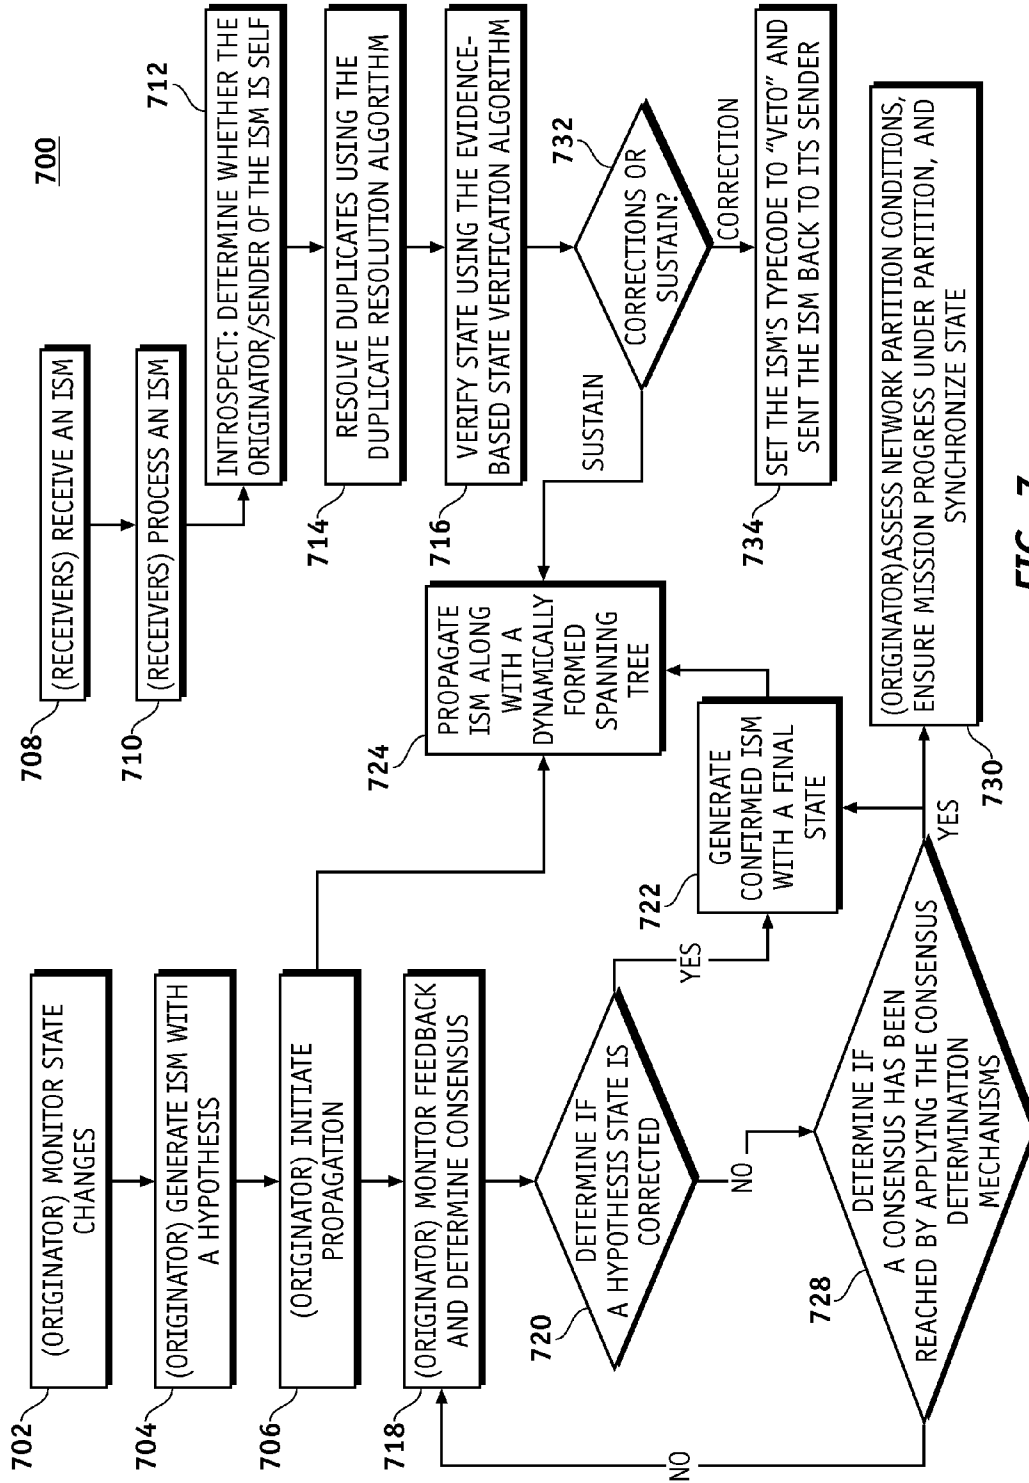 700
702
(ORIGINATOR) MONITOR STATE
CHANGES
704
(ORIGINATOR) GENERATE ISM WITH
A HYPOTHESIS
706
(ORIGINATOR) INITIATE
PROPAGATION
718
(ORIGINATOR) MONITOR FEEDBACK
AND DETERMINE CONSENSUS
720
DETERMINE IF
A HYPOTHESIS STATE IS
CORRECTED
YES
NO
722
GENERATE
CONFIRMED ISM
WITH A FINAL
STATE
728
DETERMINE IF
A CONSENSUS HAS BEEN
REACHED BY APPLYING THE CONSENSUS
DETERMINATION
MECHANISMS
NO
YES
724
PROPAGATE
ISM ALONG
WITH A
DYNAMICALLY
FORMED
SPANNING
TREE
708
(RECEIVERS) RECEIVE AN ISM
710
(RECEIVERS) PROCESS AN ISM
712
INTROSPECT: DETERMINE WHETHER THE
ORIGINATOR/SENDER OF THE ISM IS SELF
714
RESOLVE DUPLICATES USING THE
DUPLICATE RESOLUTION ALGORITHM
716
VERIFY STATE USING THE EVIDENCE-
BASED STATE VERIFICATION ALGORITHM
732
CORRECTIONS OR
SUSTAIN?
SUSTAIN
CORRECTION
734
SET THE ISM'S TYPECODE TO “VETO” AND
SENT THE ISM BACK TO ITS SENDER
730
(ORIGINATOR)ASSESS NETWORK PARTITION CONDITIONS,
ENSURE MISSION PROGRESS UNDER PARTITION, AND
SYNCHRONIZE STATE